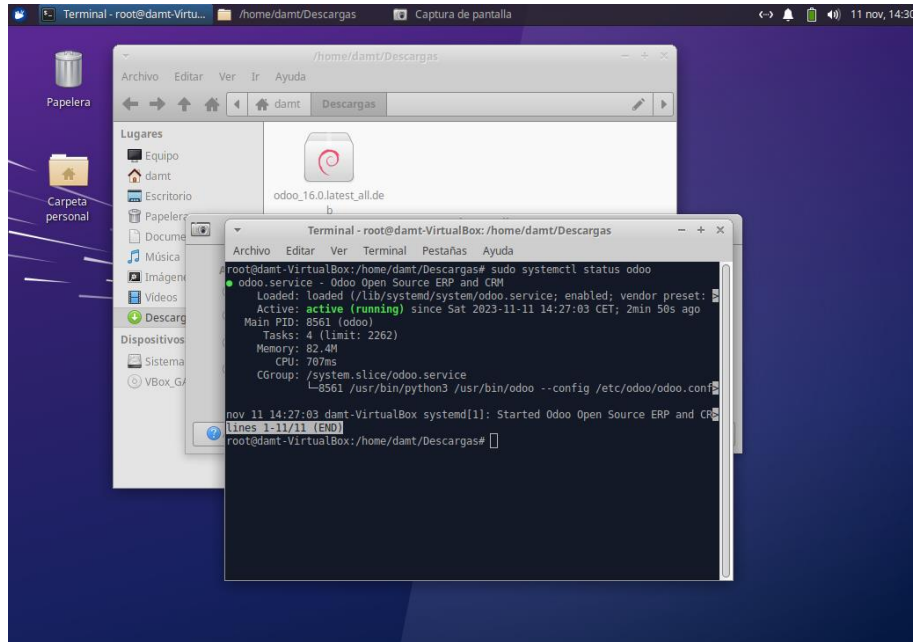 Terminal - root@damt-Virtu...
/home/damt/Descargas
Captura de pantalla
11 nov, 14:30
Papelera
Carpeta
personal
/home/damt/Descargas
Archivo Editar Ver Ir Ayuda
damt Descargas
Lugares
Equipo
damt
Escritorio
Papelera
Docume
Música
Imágen
Vídeos
Descarg
Dispositivos
Sistema
VBox_GA
odoo_16.0.latest_all.de
b
Terminal - root@damt-VirtualBox: /home/damt/Descargas
Archivo Editar Ver Terminal Pestañas Ayuda
root@damt-VirtualBox:/home/damt/Descargas# sudo systemctl status odoo
● odoo.service - Odoo Open Source ERP and CRM
Loaded: loaded (/lib/systemd/system/odoo.service; enabled; vendor preset: >
Active: active (running) since Sat 2023-11-11 14:27:03 CET; 2min 50s ago
Main PID: 8561 (odoo)
Tasks: 4 (limit: 2262)
Memory: 82.4M
CPU: 707ms
CGroup: /system.slice/odoo.service
└─8561 /usr/bin/python3 /usr/bin/odoo --config /etc/odoo/odoo.conf>
nov 11 14:27:03 damt-VirtualBox systemd[1]: Started Odoo Open Source ERP and CR>
lines 1-11/11 (END)
root@damt-VirtualBox:/home/damt/Descargas#